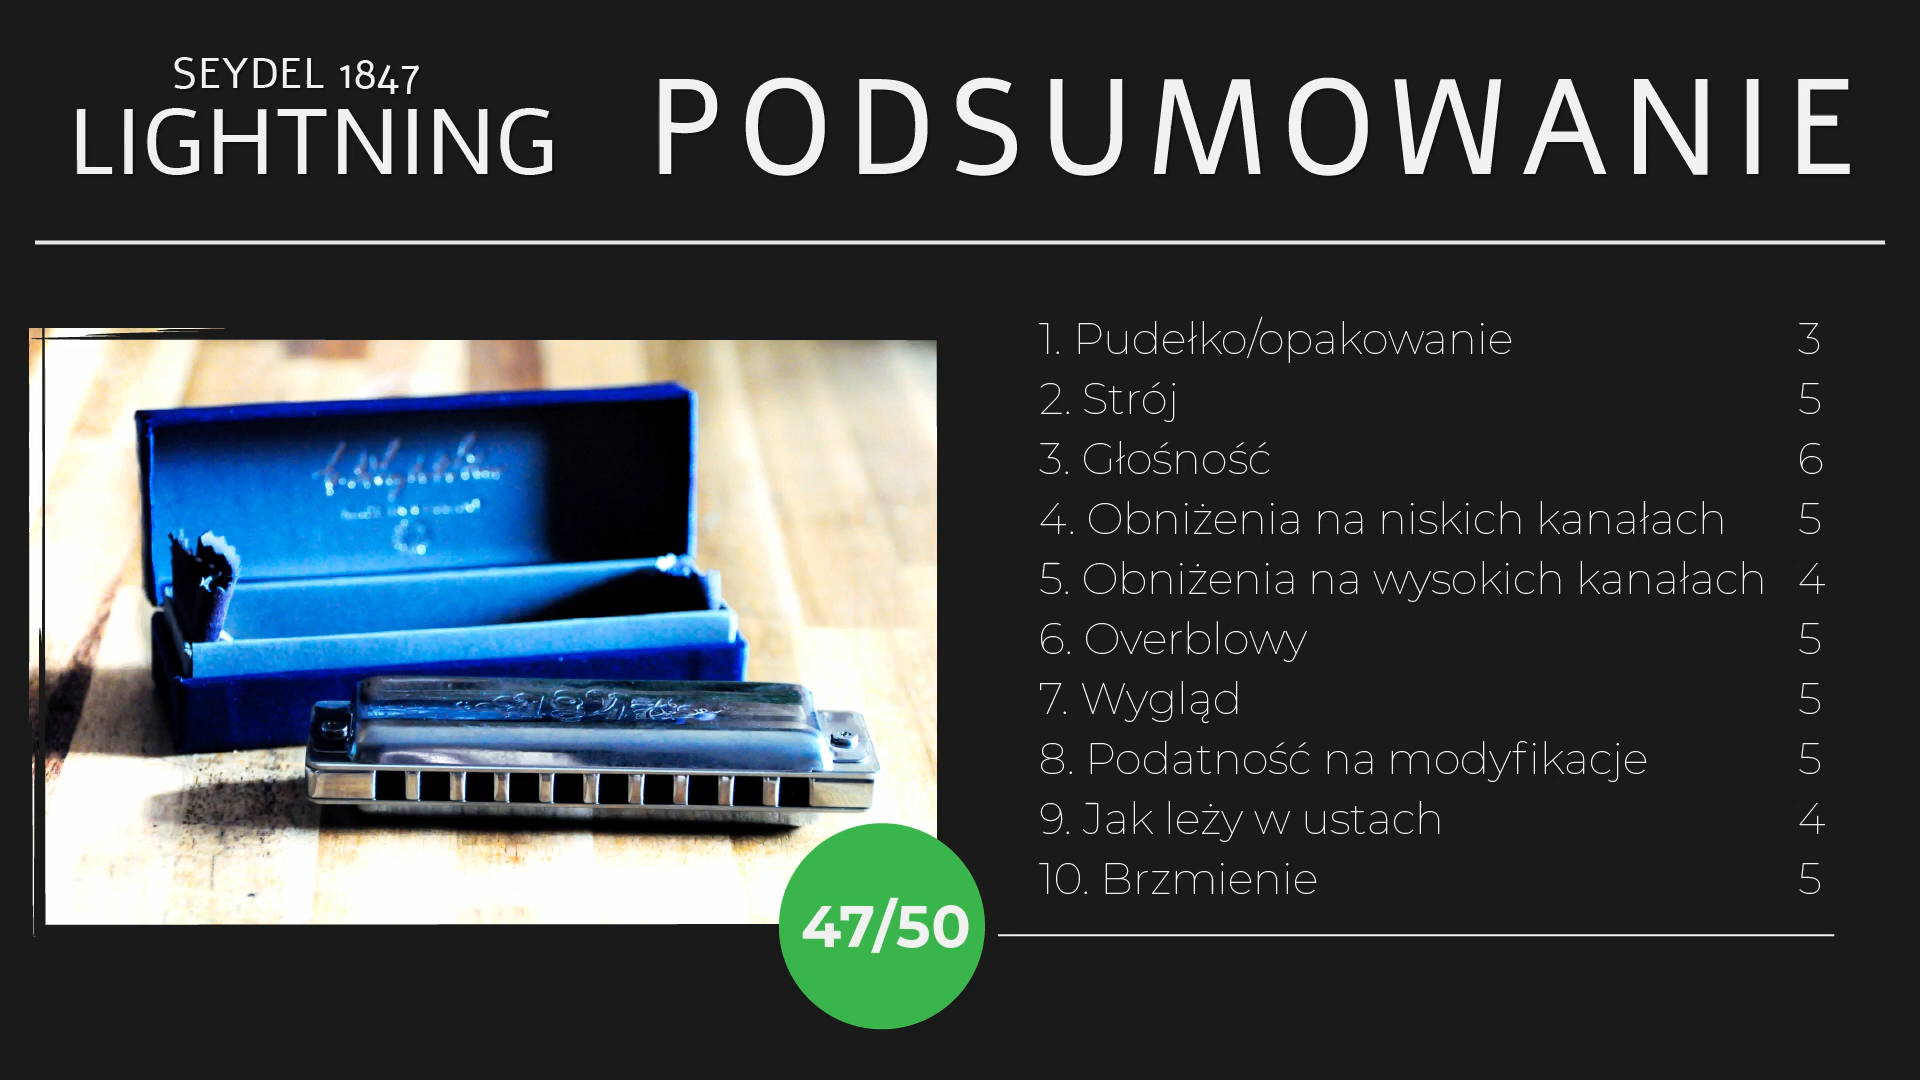 SEYDEL 1847
LIGHTNING
PODSUMOWANIE
1. Pudełko/opakowanie 3
2. Strój 5
3. Głośność 6
4. Obniżenia na niskich kanałach 5
5. Obniżenia na wysokich kanałach 4
6. Overblowy 5
7. Wygląd 5
8. Podatność na modyfikacje 5
9. Jak leży w ustach 4
10. Brzmienie 5
47/50